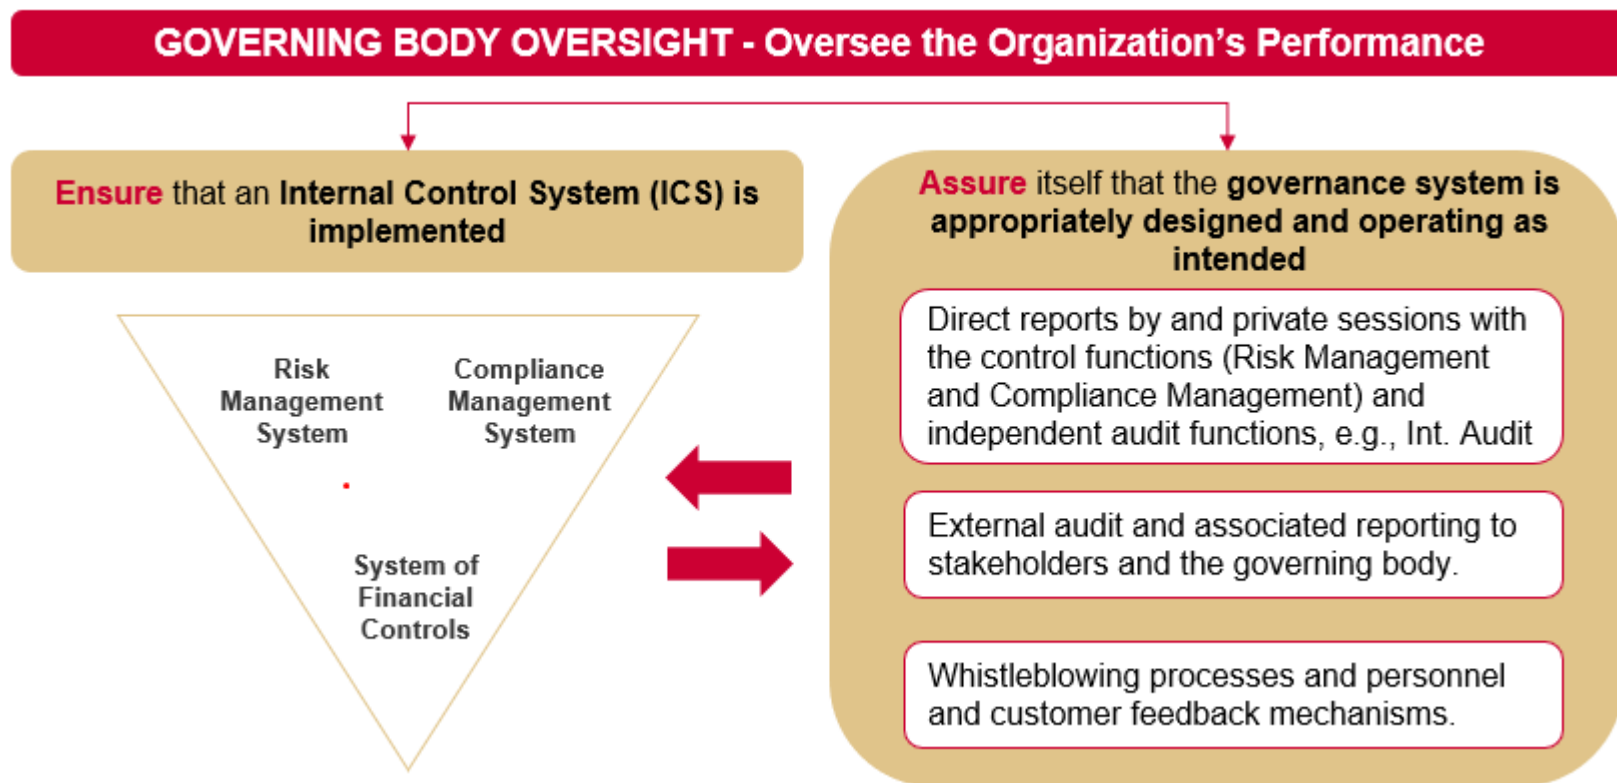 GOVERNING BODY OVERSIGHT - Oversee the Organization's Performance
Ensure that an Internal Control System (ICS) is
implemented
Risk
Management
System
Compliance
Management
System
System of
Financial
Controls
Assure itself that the governance system is
appropriately designed and operating as
intended
Direct reports by and private sessions with
the control functions (Risk Management
and Compliance Management) and
independent audit functions, e.g., Int. Audit
External audit and associated reporting to
stakeholders and the governing body.
Whistleblowing processes and personnel
and customer feedback mechanisms.